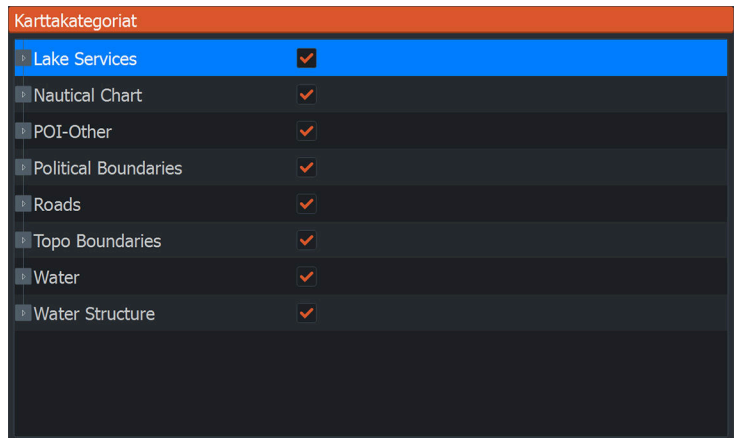 Karttakategoriat
Lake Services
Nautical Chart
POI-Other
Political Boundaries
Roads
Topo Boundaries
Water
Water Structure